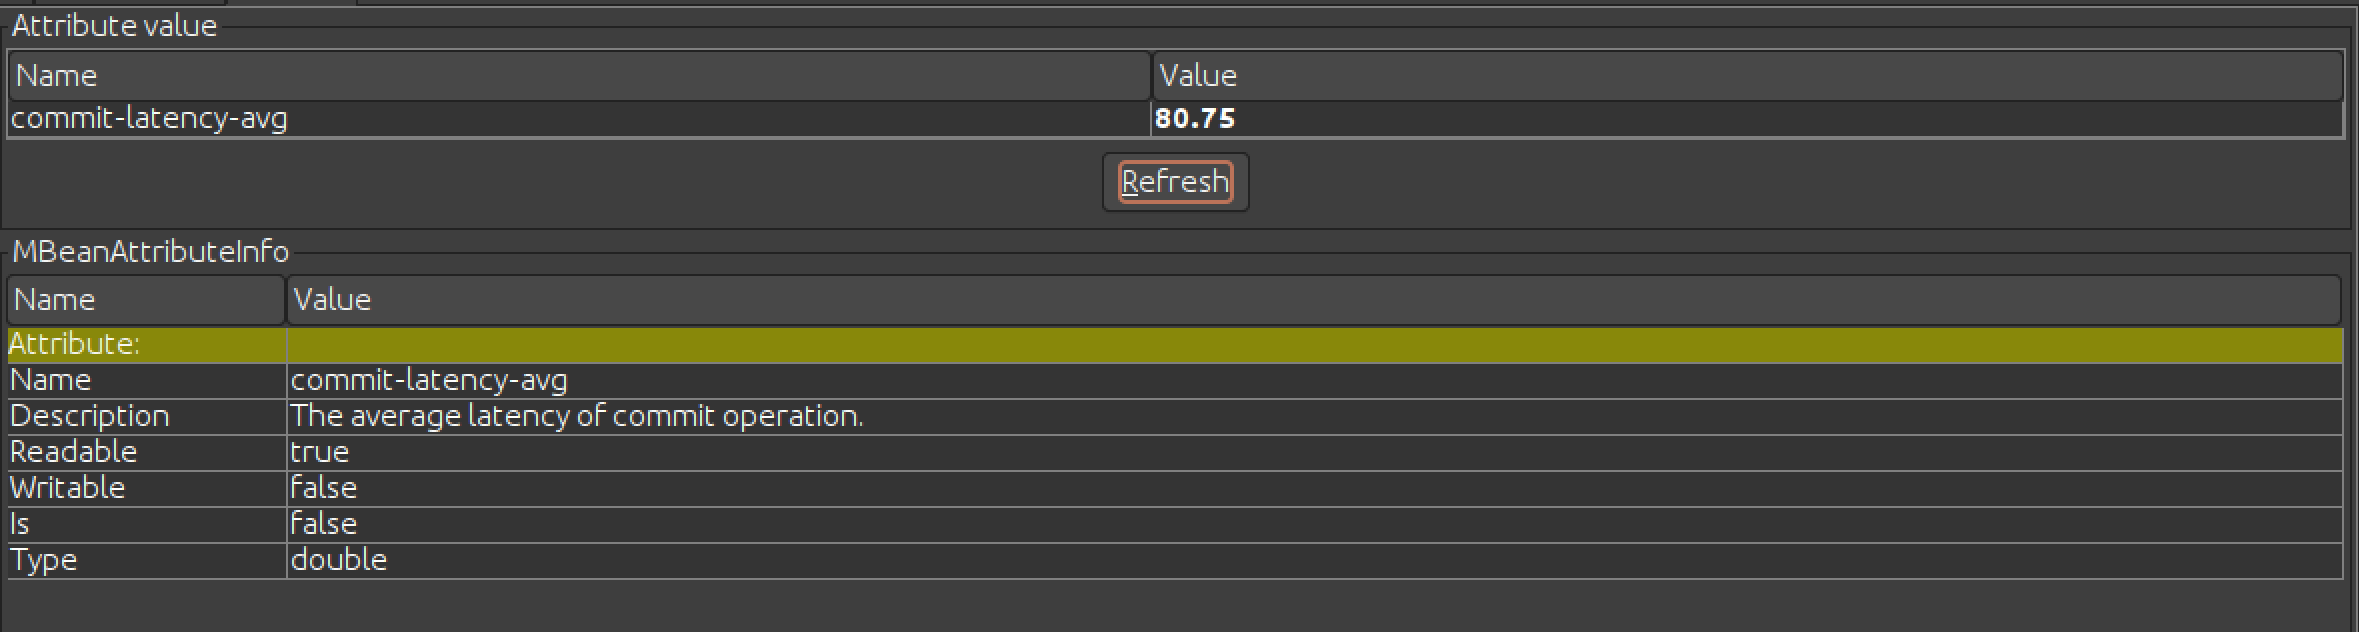 Attribute value
Name Value
commit-latency-avg 80.75
Refresh
MBeanAttributeInfo
Name Value
Attribute:
Name commit-latency-avg
Description The average latency of commit operation.
Readable true
Writable false
Is false
Type double